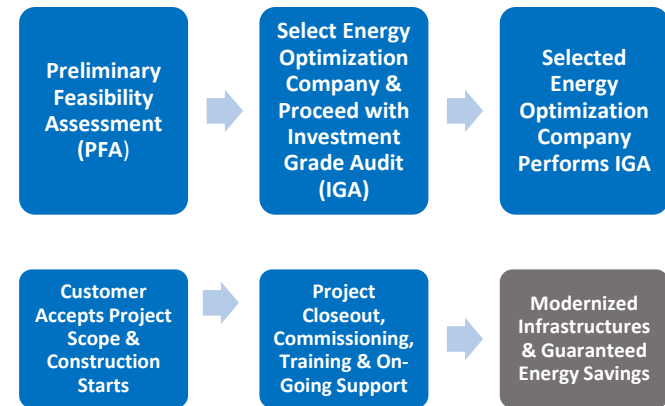 Preliminary
Feasibility
Assessment
(PFA)
Select Energy
Optimization
Company &
Proceed with
Investment
Grade Audit
(IGA)
Selected
Energy
Optimization
Company
Performs IGA
Customer
Accepts Project
Scope &
Construction
Starts
Project
Closeout,
Commissioning,
Training & On-
Going Support
Modernized
Infrastructures
& Guaranteed
Energy Savings